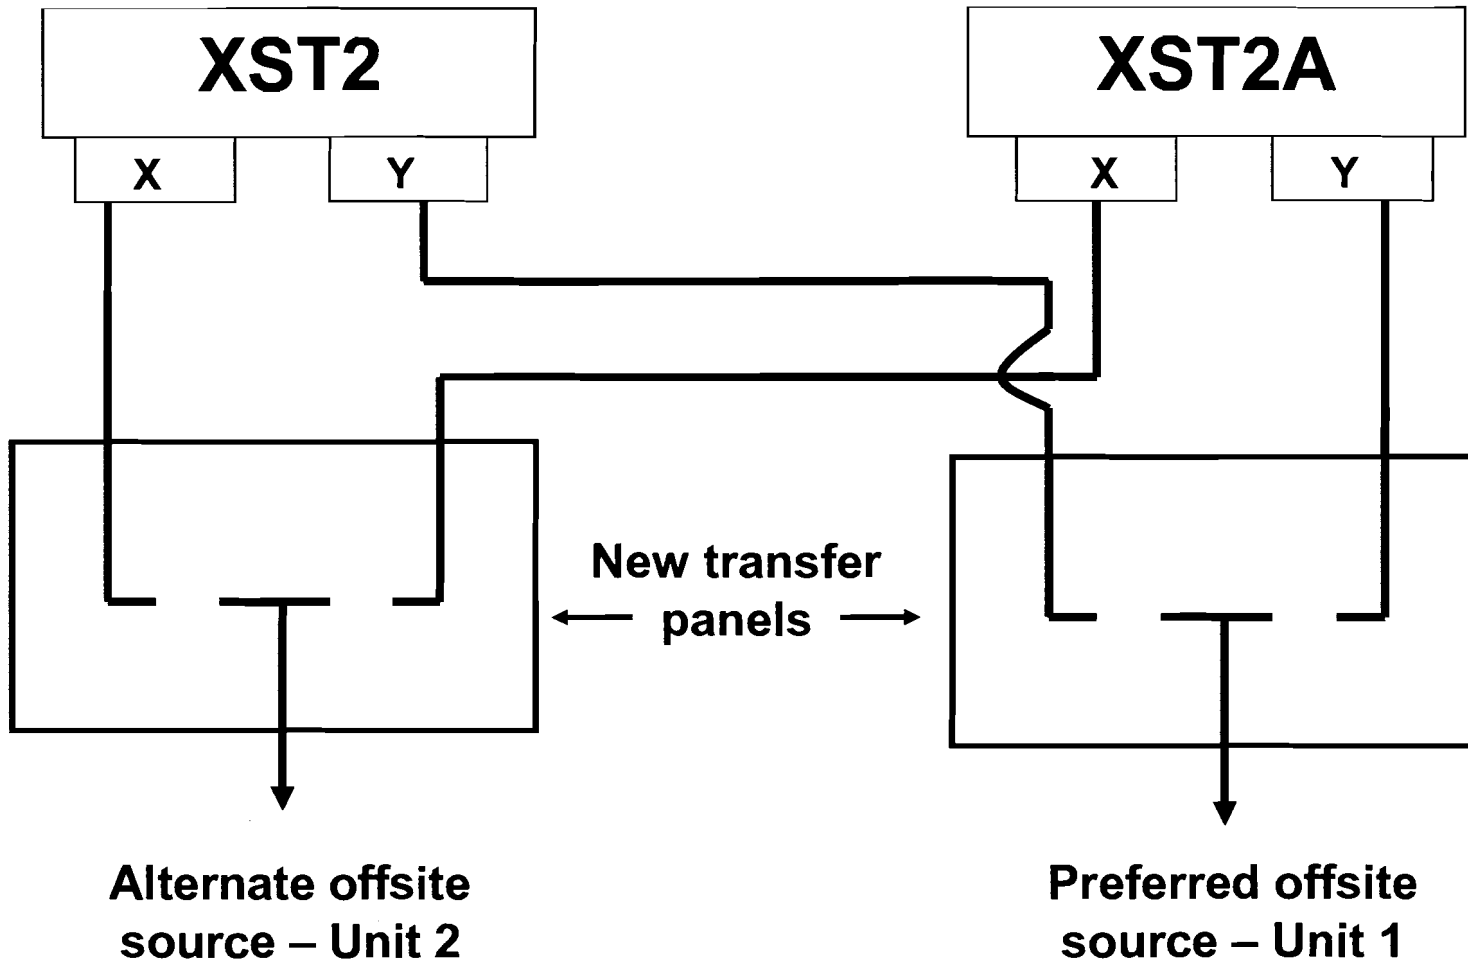 XST2
XST2A
X
Y
X
Y
New transfer
panels
Alternate offsite
source – Unit 2
Preferred offsite
source – Unit 1